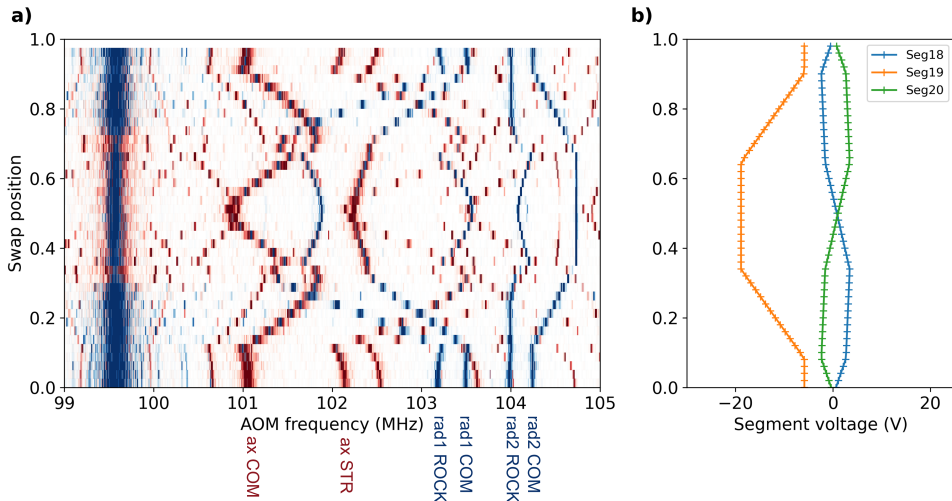 a)
b)
1.0
0.8
0.6
0.4
0.2
0.0
Swap position
99
100
101
102
103
104
105
AOM frequency (MHz)
ax COM
ax STR
rad1 ROCK
rad1 COM
rad2 ROCK
rad2 COM
1.0
0.8
0.6
0.4
0.2
0.0
Seg18
Seg19
Seg20
−20
0
20
Segment voltage (V)